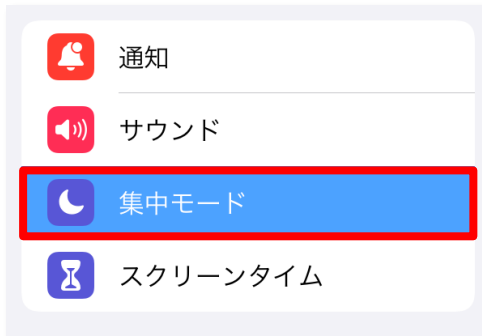 通知
サウンド
集中モード
スクリーンタイム